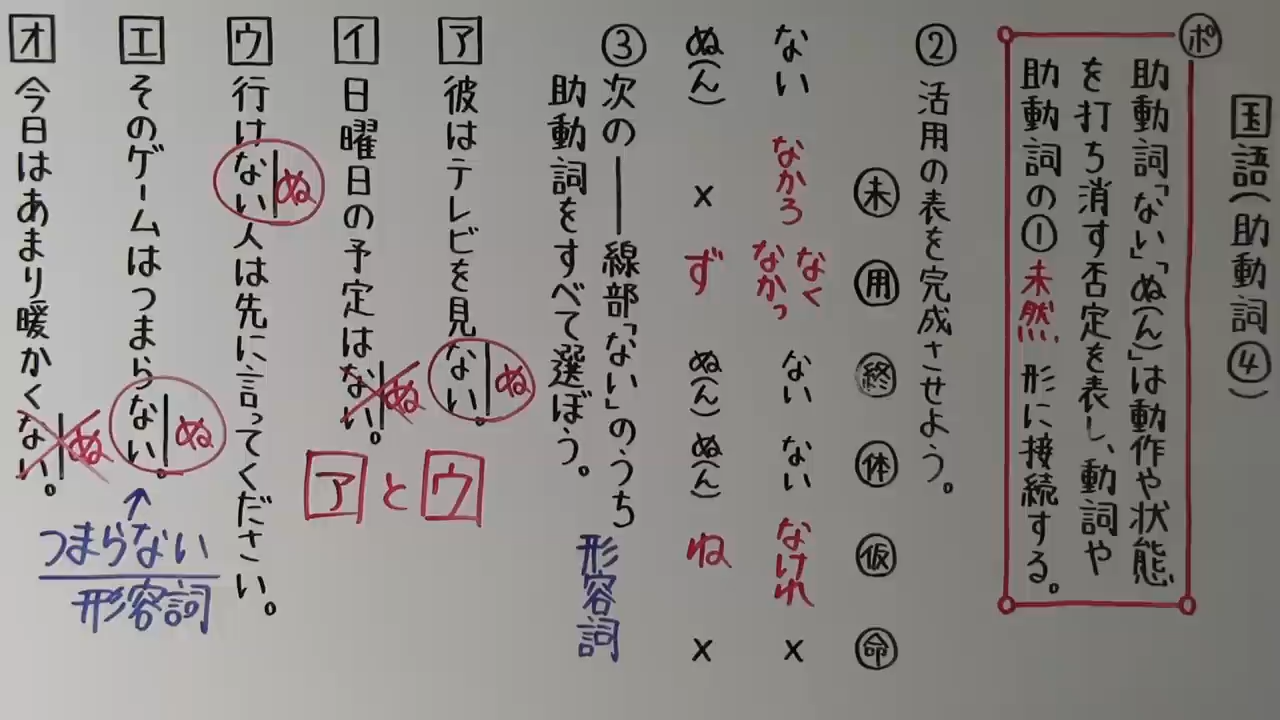 国語(助動詞④)
ポ
助動詞「ない」「ぬ(ん)」は動作や状態
を打ち消す否定を表し、動詞や
助動詞の①未然形に接続する。
②活用の表を完成させよう。
未 用 終 体 仮 命
ない なかろ なく なかっ ない ない なけれ ×
ぬ(ん) × ず ぬ(ん) ぬ(ん) ね ×
③次の――線部「ない」のうち
助動詞をすべて選ぼう。
形容詞
ア 彼はテレビを見ない。
ぬ
イ 日曜日の予定はない。
ぬ
アとウ
ウ 行けない人は先に言ってください。
ぬ
エ そのゲームはつまらない。
ぬ
↑
つまらない
形容詞
オ 今日はあまり暖かくない。
ぬ